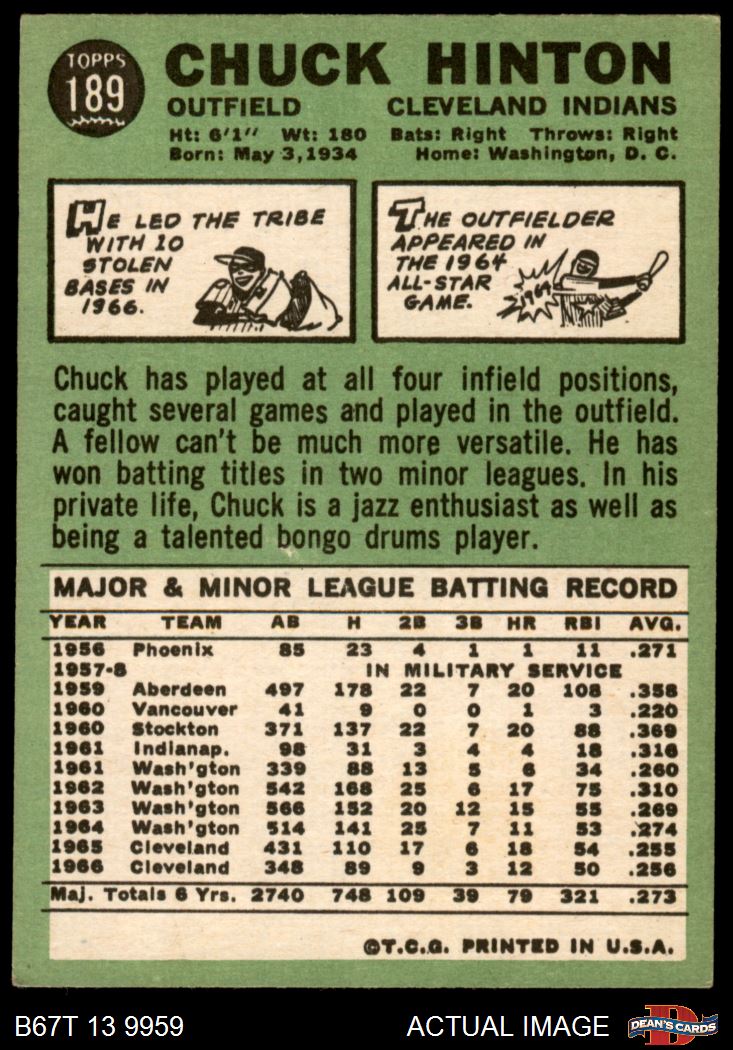 TOPPS
189
CHUCK HINTON
OUTFIELD CLEVELAND INDIANS
Ht: 6'1" Wt: 180 Bats: Right Throws: Right
Born: May 3, 1934 Home: Washington, D. C.
HE LED THE TRIBE
WITH 10
STOLEN
BASES IN
1966.
THE OUTFIELDER
APPEARED IN
THE 1964
ALL-STAR
GAME.
1964
Chuck has played at all four infield positions,
caught several games and played in the outfield.
A fellow can't be much more versatile. He has
won batting titles in two minor leagues. In his
private life, Chuck is a jazz enthusiast as well as
being a talented bongo drums player.
MAJOR & MINOR LEAGUE BATTING RECORD
YEAR TEAM AB H 2B 3B HR RBI AVG.
1956 Phoenix 85 23 4 1 1 11 .271
1957-8 IN MILITARY SERVICE
1959 Aberdeen 497 178 22 7 20 108 .358
1960 Vancouver 41 9 0 0 1 3 .220
1960 Stockton 371 137 22 7 20 88 .369
1961 Indianap. 98 31 3 4 4 18 .316
1961 Wash'gton 339 88 13 5 6 34 .260
1962 Wash'gton 542 168 25 6 17 75 .310
1963 Wash'gton 566 152 20 12 15 55 .269
1964 Wash'gton 514 141 25 7 11 53 .274
1965 Cleveland 431 110 17 6 18 54 .255
1966 Cleveland 348 89 9 3 12 50 .256
Maj. Totals 6 Yrs. 2740 748 109 39 79 321 .273
©T.C.G. PRINTED IN U.S.A.
B67T 13 9959 ACTUAL IMAGE DEAN'S CARDS